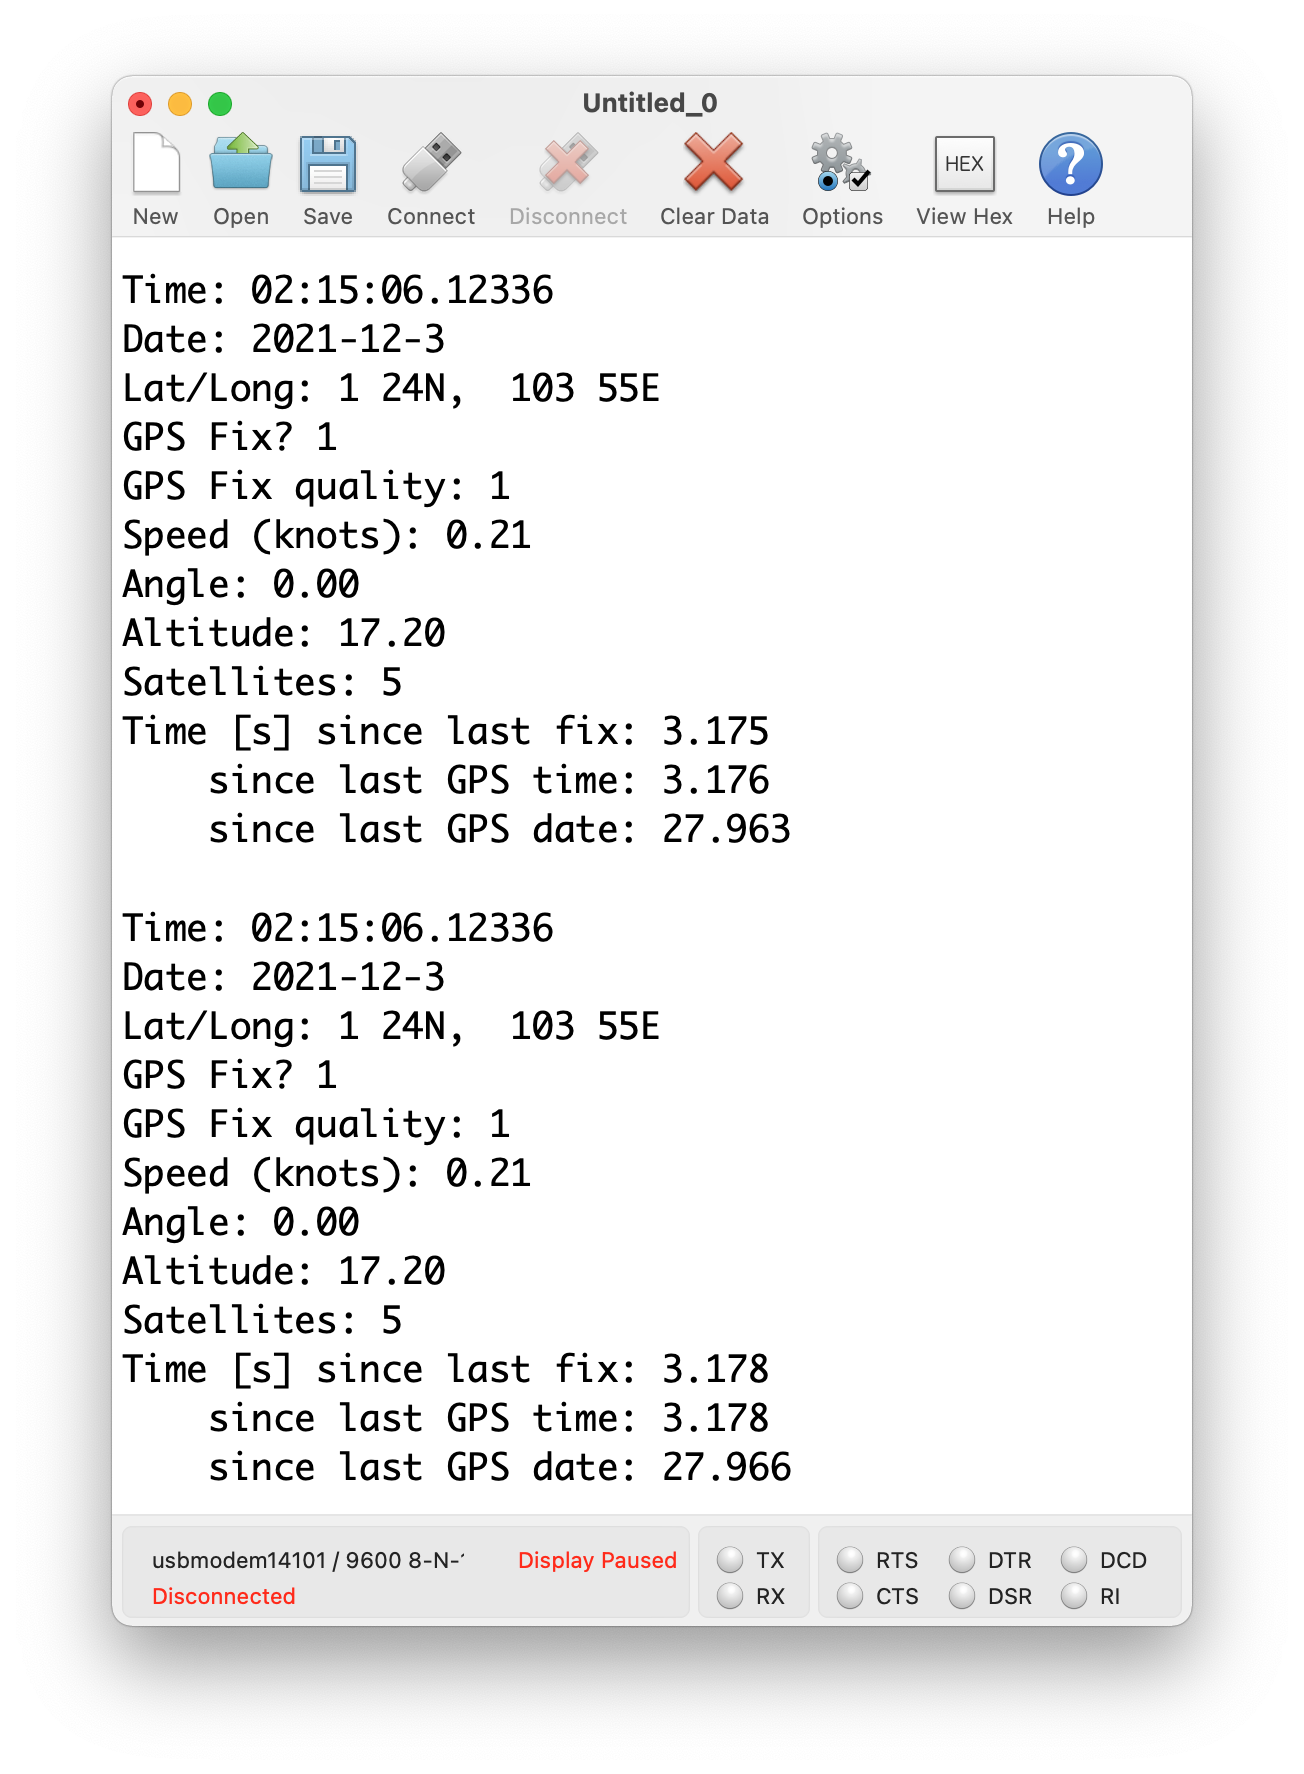 Untitled_0
New Open Save Connect Disconnect Clear Data Options HEX View Hex ? Help
Time: 02:15:06.12336
Date: 2021-12-3
Lat/Long: 1 24N,  103 55E
GPS Fix? 1
GPS Fix quality: 1
Speed (knots): 0.21
Angle: 0.00
Altitude: 17.20
Satellites: 5
Time [s] since last fix: 3.175
    since last GPS time: 3.176
    since last GPS date: 27.963
Time: 02:15:06.12336
Date: 2021-12-3
Lat/Long: 1 24N,  103 55E
GPS Fix? 1
GPS Fix quality: 1
Speed (knots): 0.21
Angle: 0.00
Altitude: 17.20
Satellites: 5
Time [s] since last fix: 3.178
    since last GPS time: 3.178
    since last GPS date: 27.966
usbmodem14101 / 9600 8-N- Display Paused TX RTS DTR DCD
Disconnected RX CTS DSR RI